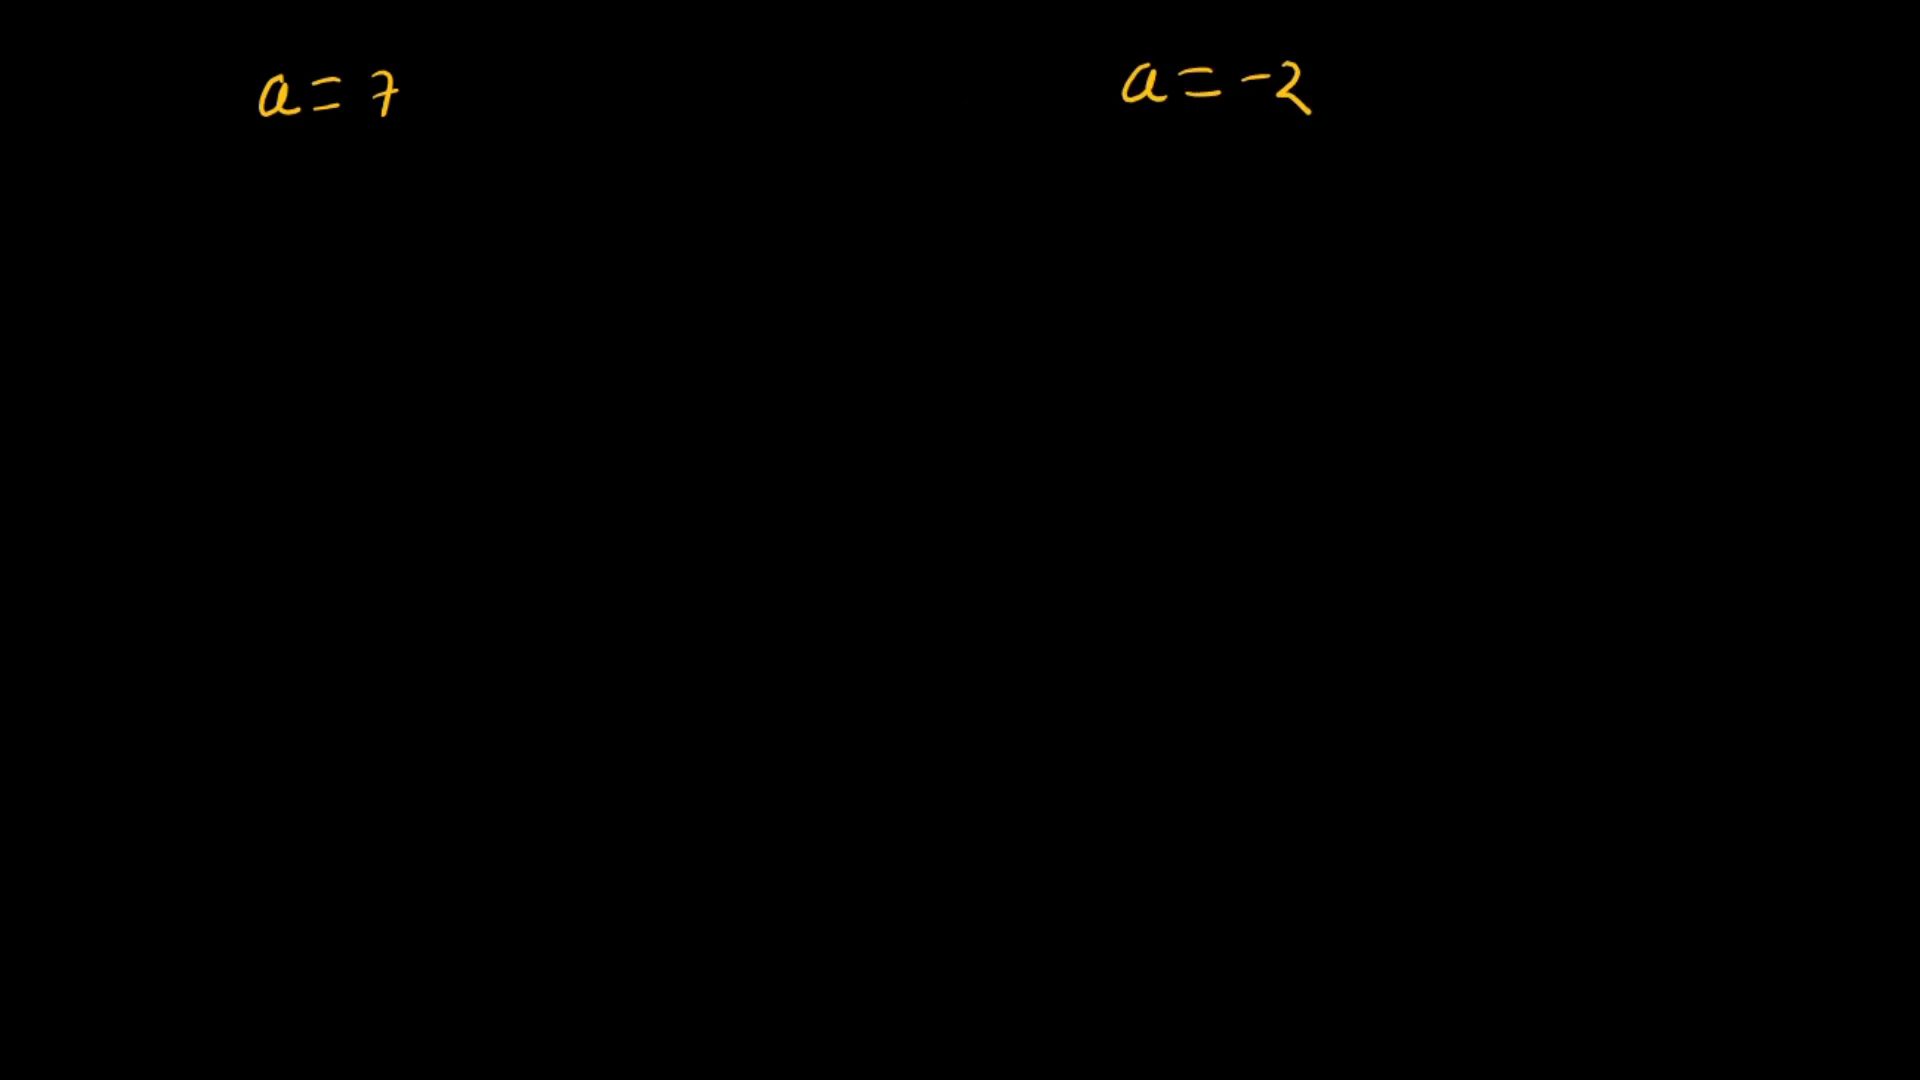 a = 7
a = -2